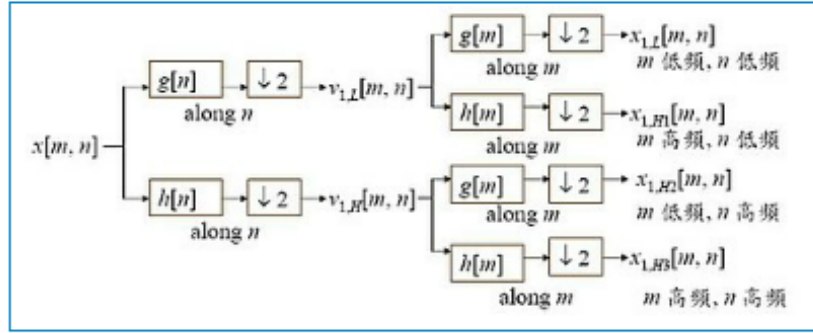 g[m] ↓2 x₁,L[m, n]
along m m 低頻, n 低頻
g[n] ↓2 v₁,L[m, n]
along n
h[m] ↓2 x₁,H1[m, n]
along m m 高頻, n 低頻
x[m, n]
g[m] ↓2 x₁,H2[m, n]
along m m 低頻, n 高頻
h[n] ↓2 v₁,H[m, n]
along n
h[m] ↓2 x₁,H3[m, n]
along m m 高頻, n 高頻